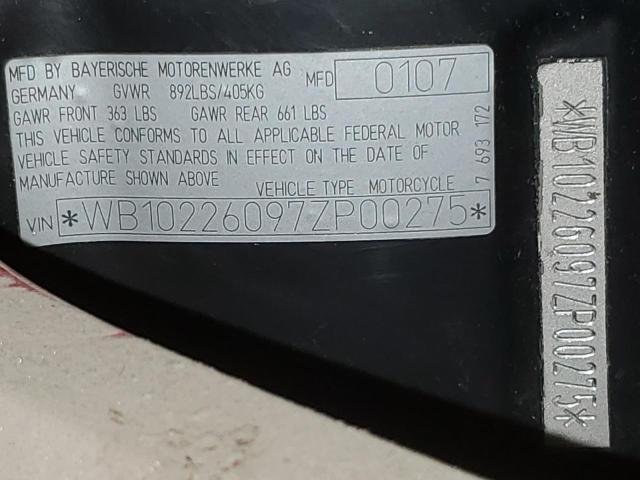 MFD BY BAYERISCHE MOTORENWERKE AG MFD 0107
GERMANY GVWR 892LBS/405KG
GAWR FRONT 363 LBS GAWR REAR 661 LBS
THIS VEHICLE CONFORMS TO ALL APPLICABLE FEDERAL MOTOR
VEHICLE SAFETY STANDARDS IN EFFECT ON THE DATE OF
MANUFACTURE SHOWN ABOVE
VEHICLE TYPE MOTORCYCLE
VIN *WB10226097ZP00275*
7 693 172
*WB10226097ZP00275*